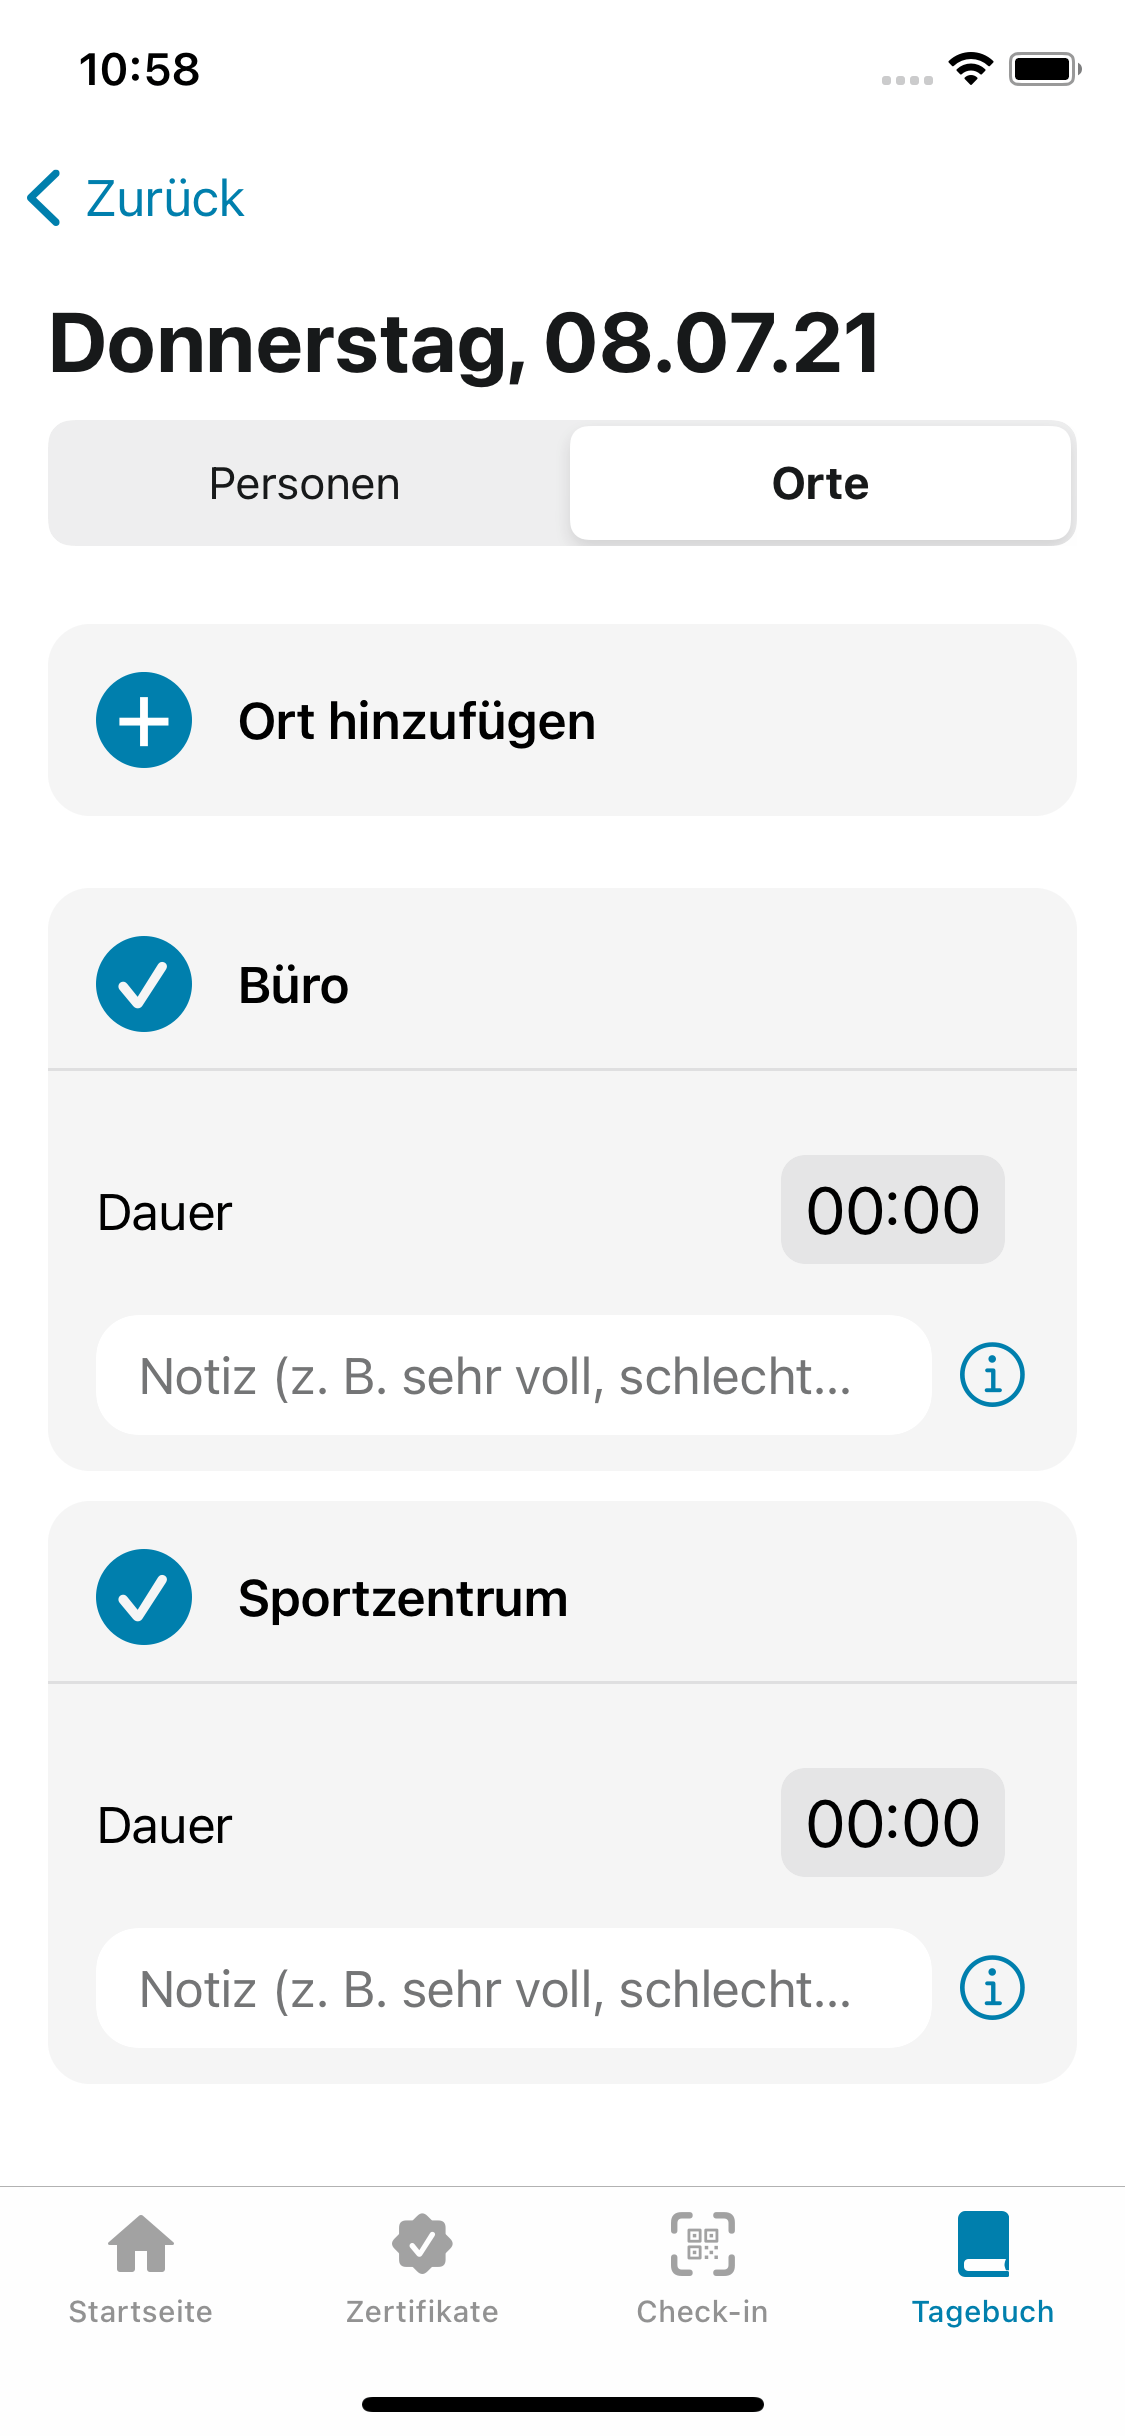 10:58
Zurück
Donnerstag, 08.07.21
Personen Orte
Ort hinzufügen
Büro
Dauer 00:00
Notiz (z. B. sehr voll, schlecht...
Sportzentrum
Dauer 00:00
Notiz (z. B. sehr voll, schlecht...
Startseite Zertifikate Check-in Tagebuch